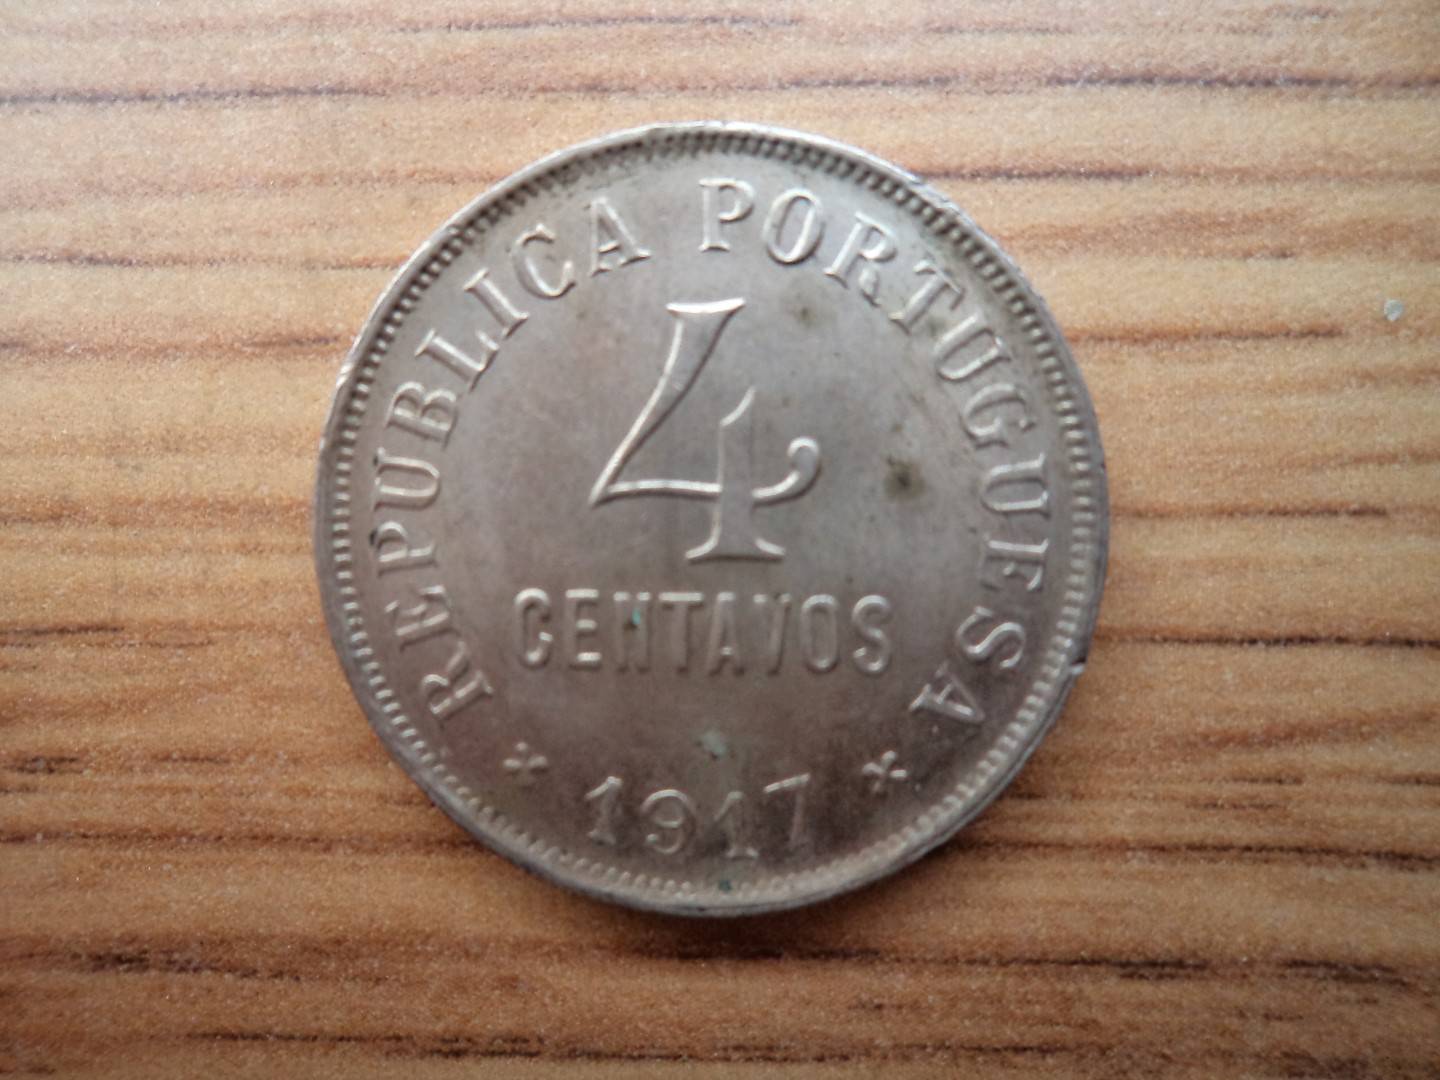 REPUBLICA PORTUGUESA
4
CENTAVOS
1917